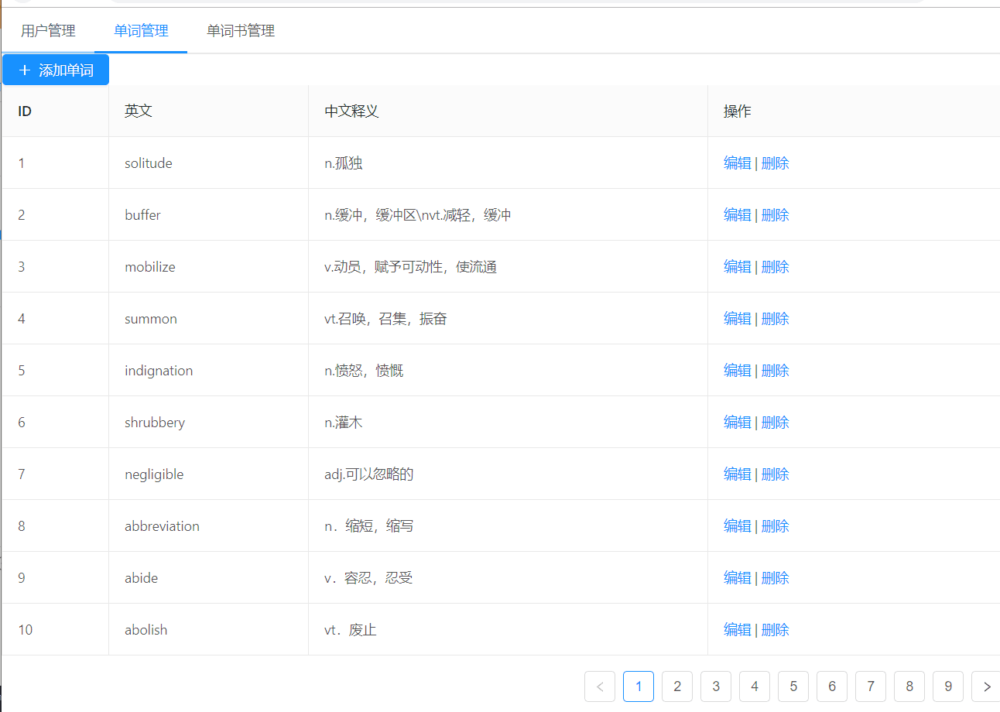 用户管理 单词管理 单词书管理
+ 添加单词
ID 英文 中文释义 操作
1 solitude n.孤独 编辑 | 删除
2 buffer n.缓冲，缓冲区\nvt.减轻，缓冲 编辑 | 删除
3 mobilize v.动员，赋予可动性，使流通 编辑 | 删除
4 summon vt.召唤，召集，振奋 编辑 | 删除
5 indignation n.愤怒，愤慨 编辑 | 删除
6 shrubbery n.灌木 编辑 | 删除
7 negligible adj.可以忽略的 编辑 | 删除
8 abbreviation n．缩短，缩写 编辑 | 删除
9 abide v．容忍，忍受 编辑 | 删除
10 abolish vt．废止 编辑 | 删除
< 1 2 3 4 5 6 7 8 9 >